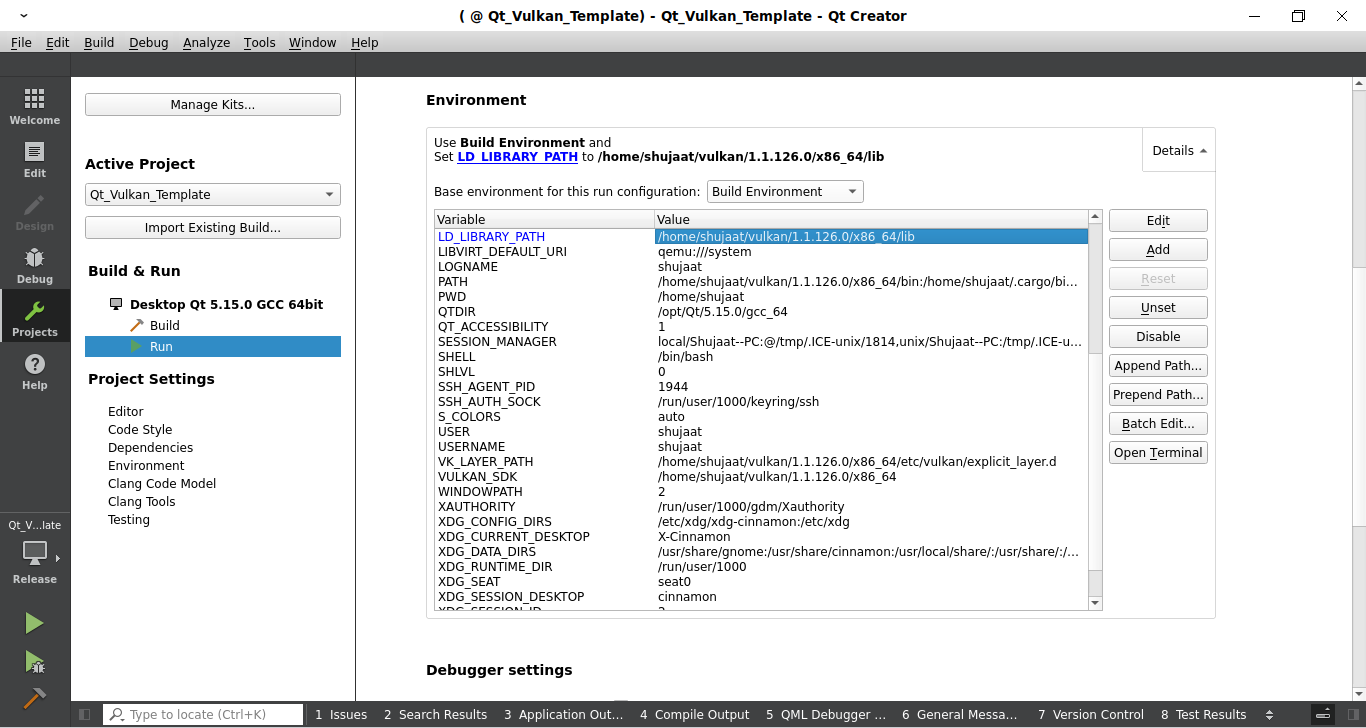 ( @ Qt_Vulkan_Template) - Qt_Vulkan_Template - Qt Creator
File Edit Build Debug Analyze Tools Window Help
Welcome
Edit
Design
Debug
Projects
Help
Qt_V...late
Release
Manage Kits...
Active Project
Qt_Vulkan_Template
Import Existing Build...
Build & Run
Desktop Qt 5.15.0 GCC 64bit
Build
Run
Project Settings
Editor
Code Style
Dependencies
Environment
Clang Code Model
Clang Tools
Testing
Environment
Use Build Environment and
Set LD_LIBRARY_PATH to /home/shujaat/vulkan/1.1.126.0/x86_64/lib
Details
Base environment for this run configuration: Build Environment
Variable Value
LD_LIBRARY_PATH /home/shujaat/vulkan/1.1.126.0/x86_64/lib
LIBVIRT_DEFAULT_URI qemu:///system
LOGNAME shujaat
PATH /home/shujaat/vulkan/1.1.126.0/x86_64/bin:/home/shujaat/.cargo/bi...
PWD /home/shujaat
QTDIR /opt/Qt/5.15.0/gcc_64
QT_ACCESSIBILITY 1
SESSION_MANAGER local/Shujaat--PC:@/tmp/.ICE-unix/1814,unix/Shujaat--PC:/tmp/.ICE-u...
SHELL /bin/bash
SHLVL 0
SSH_AGENT_PID 1944
SSH_AUTH_SOCK /run/user/1000/keyring/ssh
S_COLORS auto
USER shujaat
USERNAME shujaat
VK_LAYER_PATH /home/shujaat/vulkan/1.1.126.0/x86_64/etc/vulkan/explicit_layer.d
VULKAN_SDK /home/shujaat/vulkan/1.1.126.0/x86_64
WINDOWPATH 2
XAUTHORITY /run/user/1000/gdm/Xauthority
XDG_CONFIG_DIRS /etc/xdg/xdg-cinnamon:/etc/xdg
XDG_CURRENT_DESKTOP X-Cinnamon
XDG_DATA_DIRS /usr/share/gnome:/usr/share/cinnamon:/usr/local/share/:/usr/share/:/...
XDG_RUNTIME_DIR /run/user/1000
XDG_SEAT seat0
XDG_SESSION_DESKTOP cinnamon
Edit
Add
Reset
Unset
Disable
Append Path...
Prepend Path...
Batch Edit...
Open Terminal
Debugger settings
Type to locate (Ctrl+K) 1 Issues 2 Search Results 3 Application Out... 4 Compile Output 5 QML Debugger ... 6 General Messa... 7 Version Control 8 Test Results